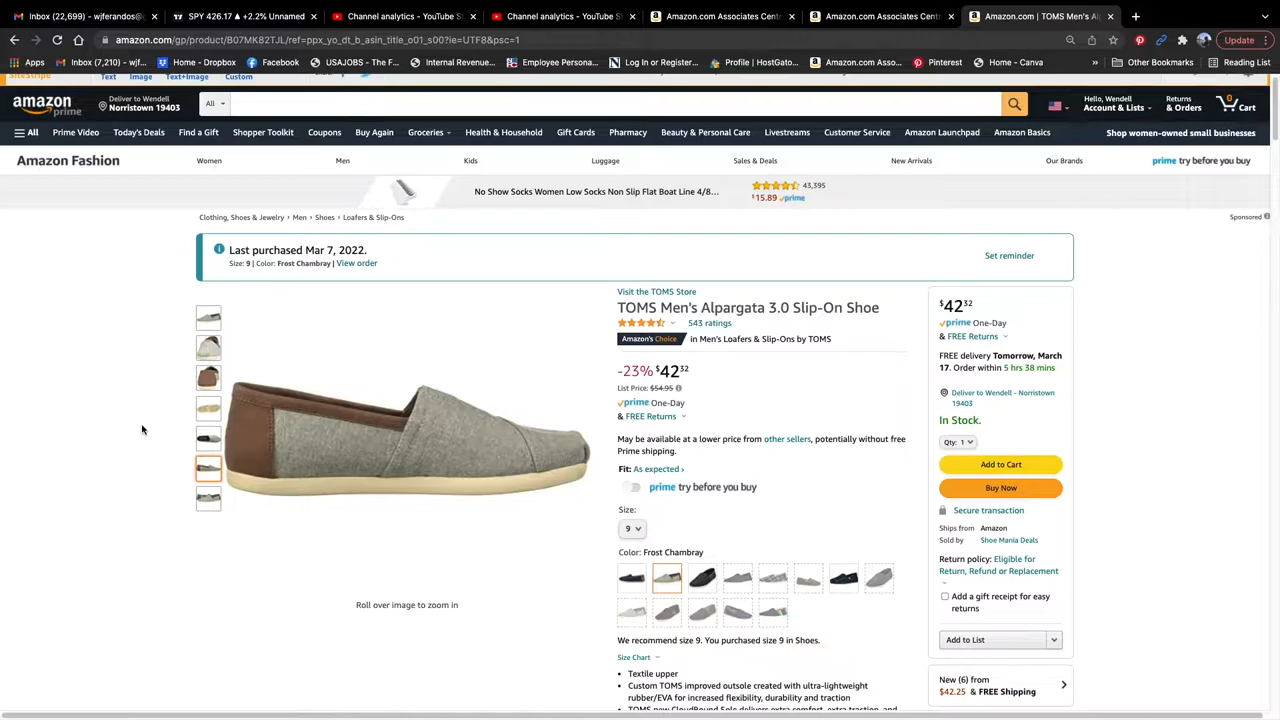 Inbox (22,699) - wjferandos@g
SPY 426.17 ▲ +2.2% Unnamed
Channel analytics - YouTube S
Channel analytics - YouTube S
Amazon.com Associates Centr
Amazon.com Associates Centr
Amazon.com | TOMS Men's Al
amazon.com/gp/product/B07MK82TJL/ref=ppx_yo_dt_b_asin_title_o01_s00?ie=UTF8&psc=1
Update
Apps
Inbox (7,210) - wjf...
Home - Dropbox
Facebook
USAJOBS - The F...
Internal Revenue...
Employee Persona...
Log In or Register...
Profile | HostGato...
Amazon.com Asso...
Pinterest
Home - Canva
»
Other Bookmarks
Reading List
SiteStripe
Text
Image
Text+Image
Custom
amazon
prime
Deliver to Wendell
Norristown 19403
All
Hello, Wendell
Account & Lists
Returns
& Orders
0
Cart
All
Prime Video
Today's Deals
Find a Gift
Shopper Toolkit
Coupons
Buy Again
Groceries
Health & Household
Gift Cards
Pharmacy
Beauty & Personal Care
Livestreams
Customer Service
Amazon Launchpad
Amazon Basics
Shop women-owned small businesses
Amazon Fashion
Women
Men
Kids
Luggage
Sales & Deals
New Arrivals
Our Brands
prime try before you buy
No Show Socks Women Low Socks Non Slip Flat Boat Line 4/8...
43,395
$15.89 prime
Clothing, Shoes & Jewelry › Men › Shoes › Loafers & Slip-Ons
Sponsored
Last purchased Mar 7, 2022.
Size: 9 | Color: Frost Chambray | View order
Set reminder
Visit the TOMS Store
TOMS Men's Alpargata 3.0 Slip-On Shoe
543 ratings
Amazon's Choice in Men's Loafers & Slip-Ons by TOMS
-23% $42 32
List Price: $54.95
prime One-Day
& FREE Returns
May be available at a lower price from other sellers, potentially without free
Prime shipping.
Fit: As expected ›
prime try before you buy
Size:
9
Color: Frost Chambray
We recommend size 9. You purchased size 9 in Shoes.
Size Chart
• Textile upper
• Custom TOMS improved outsole created with ultra-lightweight
rubber/EVA for increased flexibility, durability and traction
• TOMS new CloudBound Sole delivers extra comfort, extra traction, and
Roll over image to zoom in
$42 32
prime One-Day
& FREE Returns
FREE delivery Tomorrow, March
17. Order within 5 hrs 38 mins
Deliver to Wendell - Norristown
19403
In Stock.
Qty: 1
Add to Cart
Buy Now
Secure transaction
Ships from Amazon
Sold by Shoe Mania Deals
Return policy: Eligible for
Return, Refund or Replacement
Add a gift receipt for easy
returns
Add to List
New (6) from
$42.25 & FREE Shipping